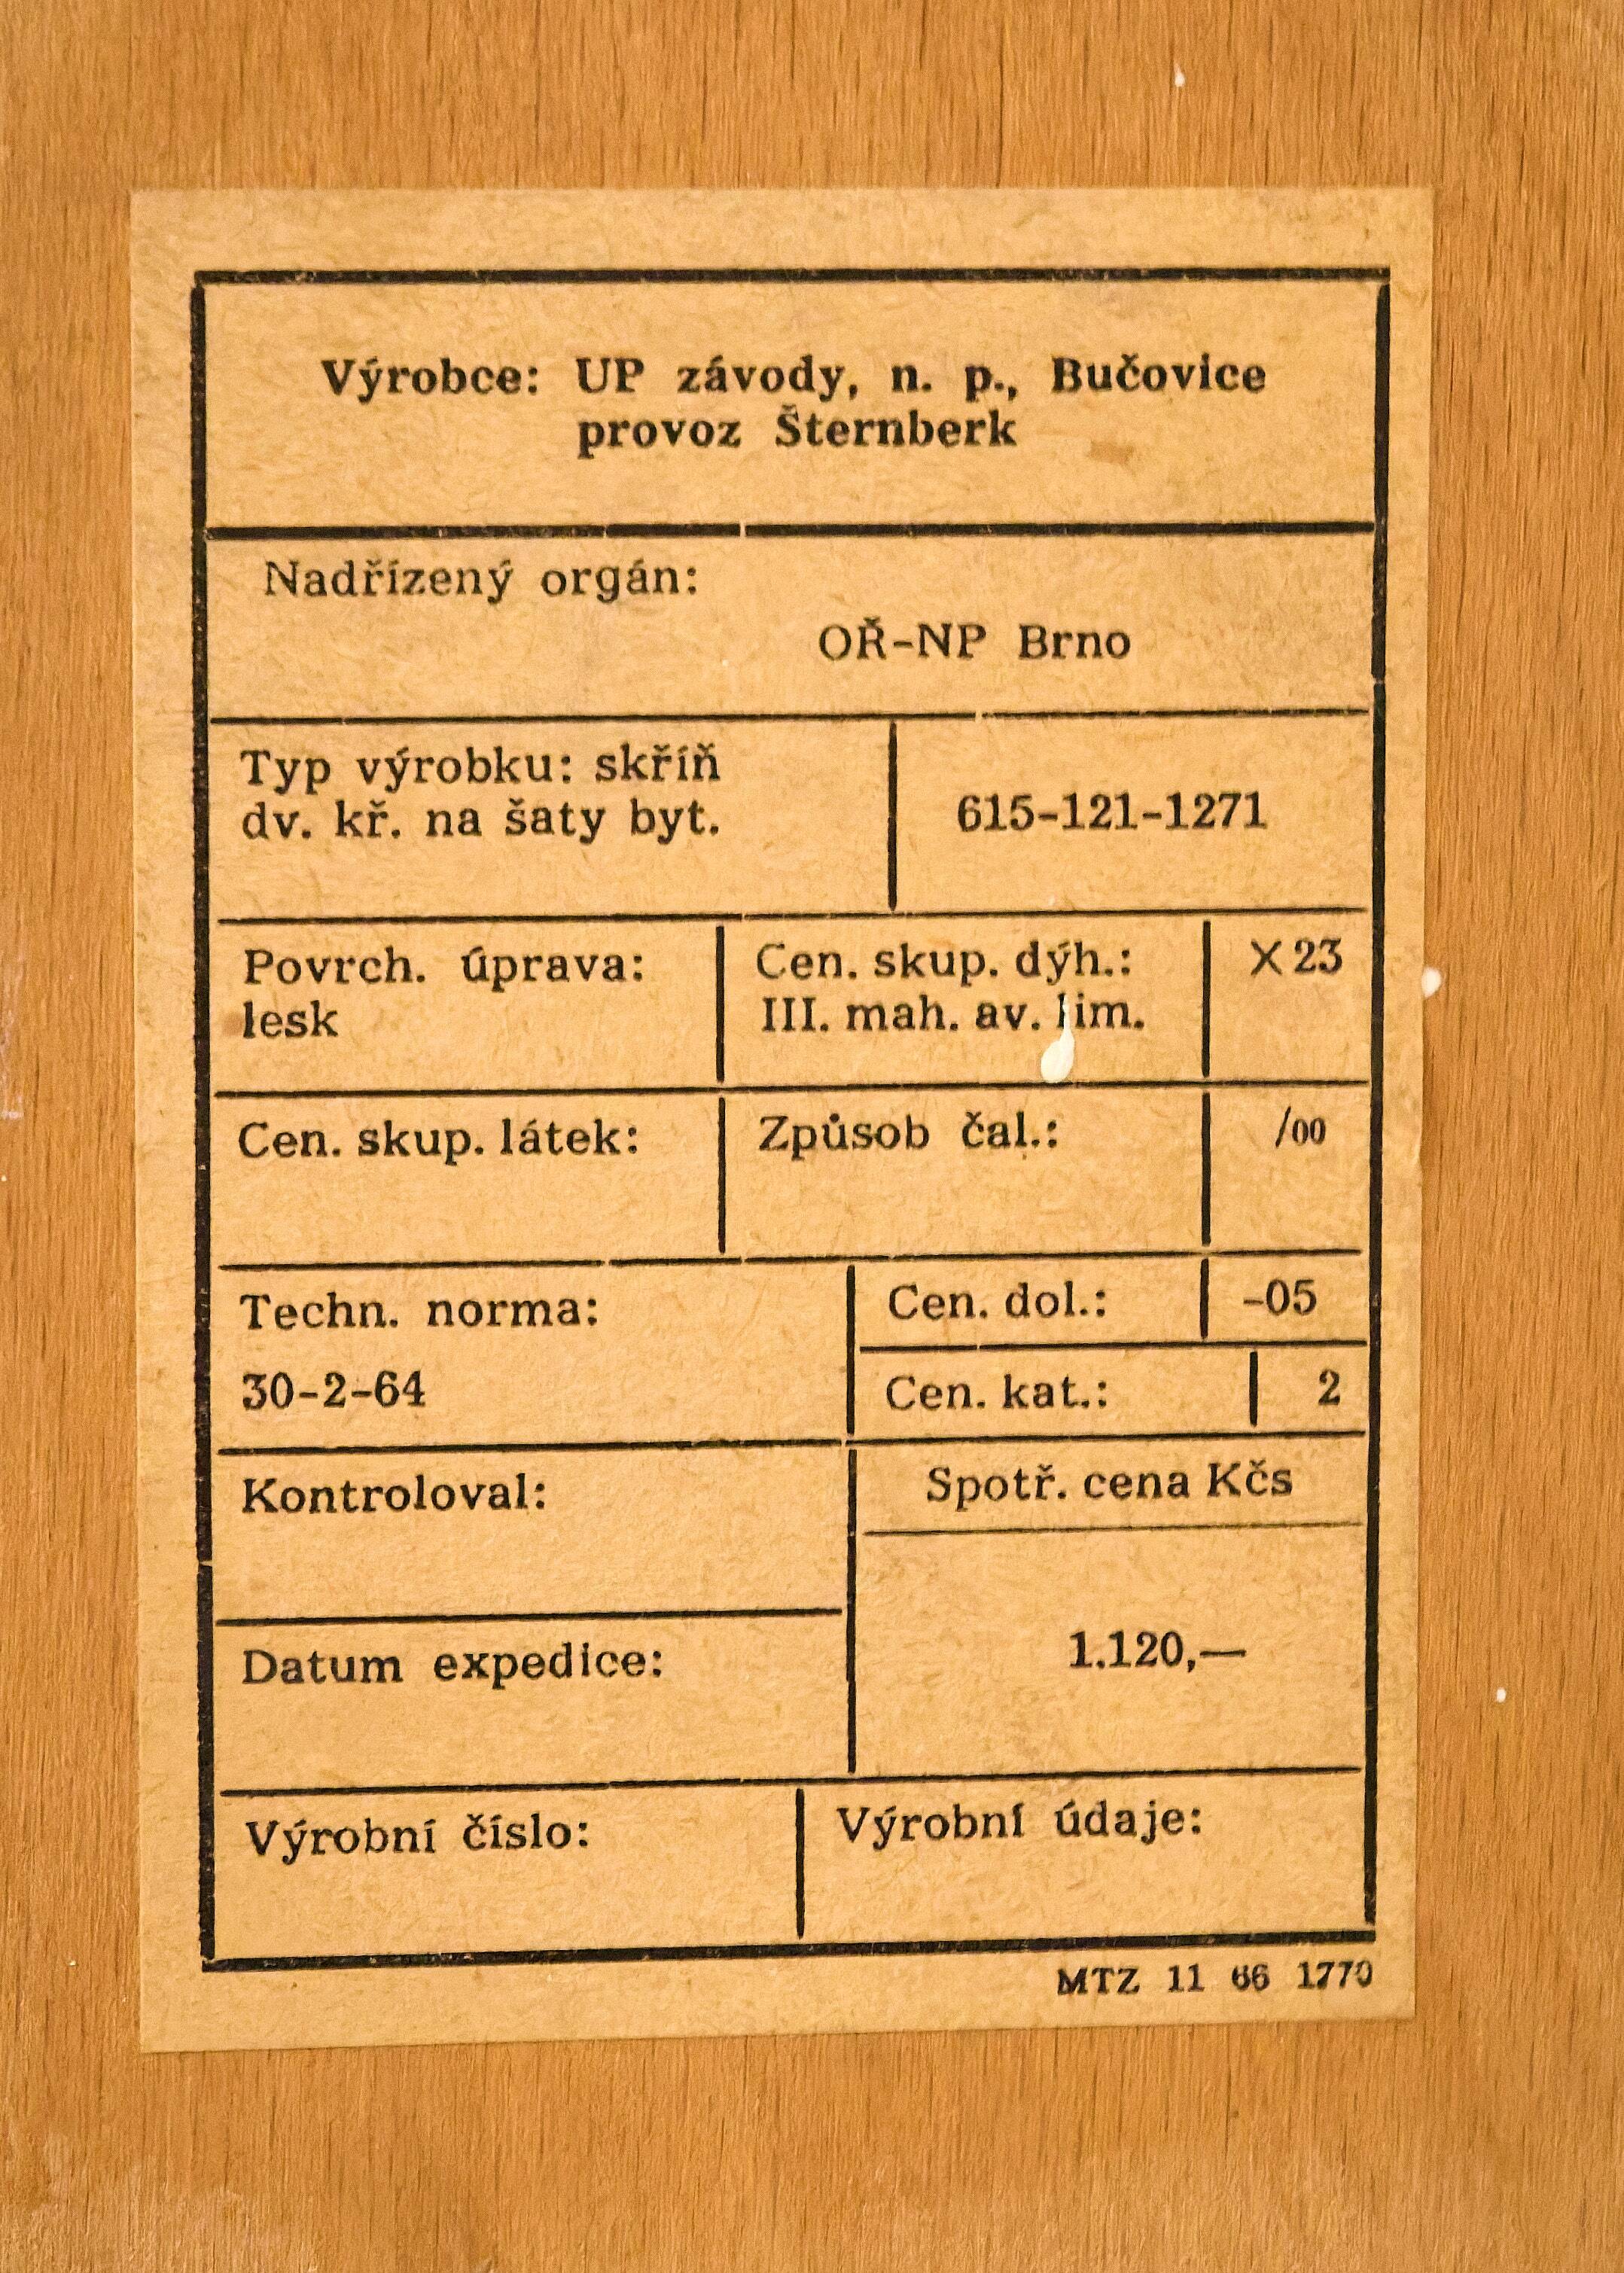 Výrobce: UP závody, n. p., Bučovice
provoz Šternberk
Nadřízený orgán:
OŘ-NP Brno
Typ výrobku: skříň
dv. kř. na šaty byt.
615-121-1271
Povrch. úprava:
lesk
Cen. skup. dýh.:
III. mah. av. lim.
X 23
Cen. skup. látek:
Způsob čal.:
/00
Techn. norma:
30-2-64
Cen. dol.:
-05
Cen. kat.:
2
Kontroloval:
Spotř. cena Kčs
1.120,—
Datum expedice:
Výrobní číslo:
Výrobní údaje:
MTZ 11 66 1770